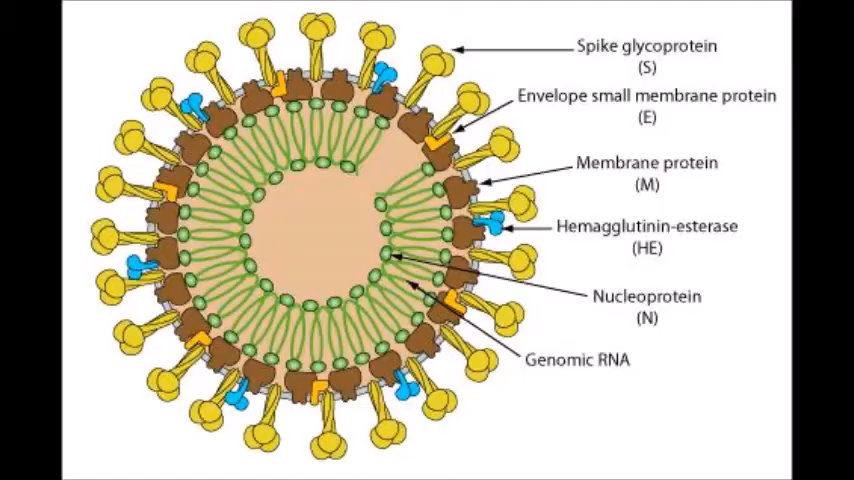 Spike glycoprotein
(S)
Envelope small membrane protein
(E)
Membrane protein
(M)
Hemagglutinin-esterase
(HE)
Nucleoprotein
(N)
Genomic RNA